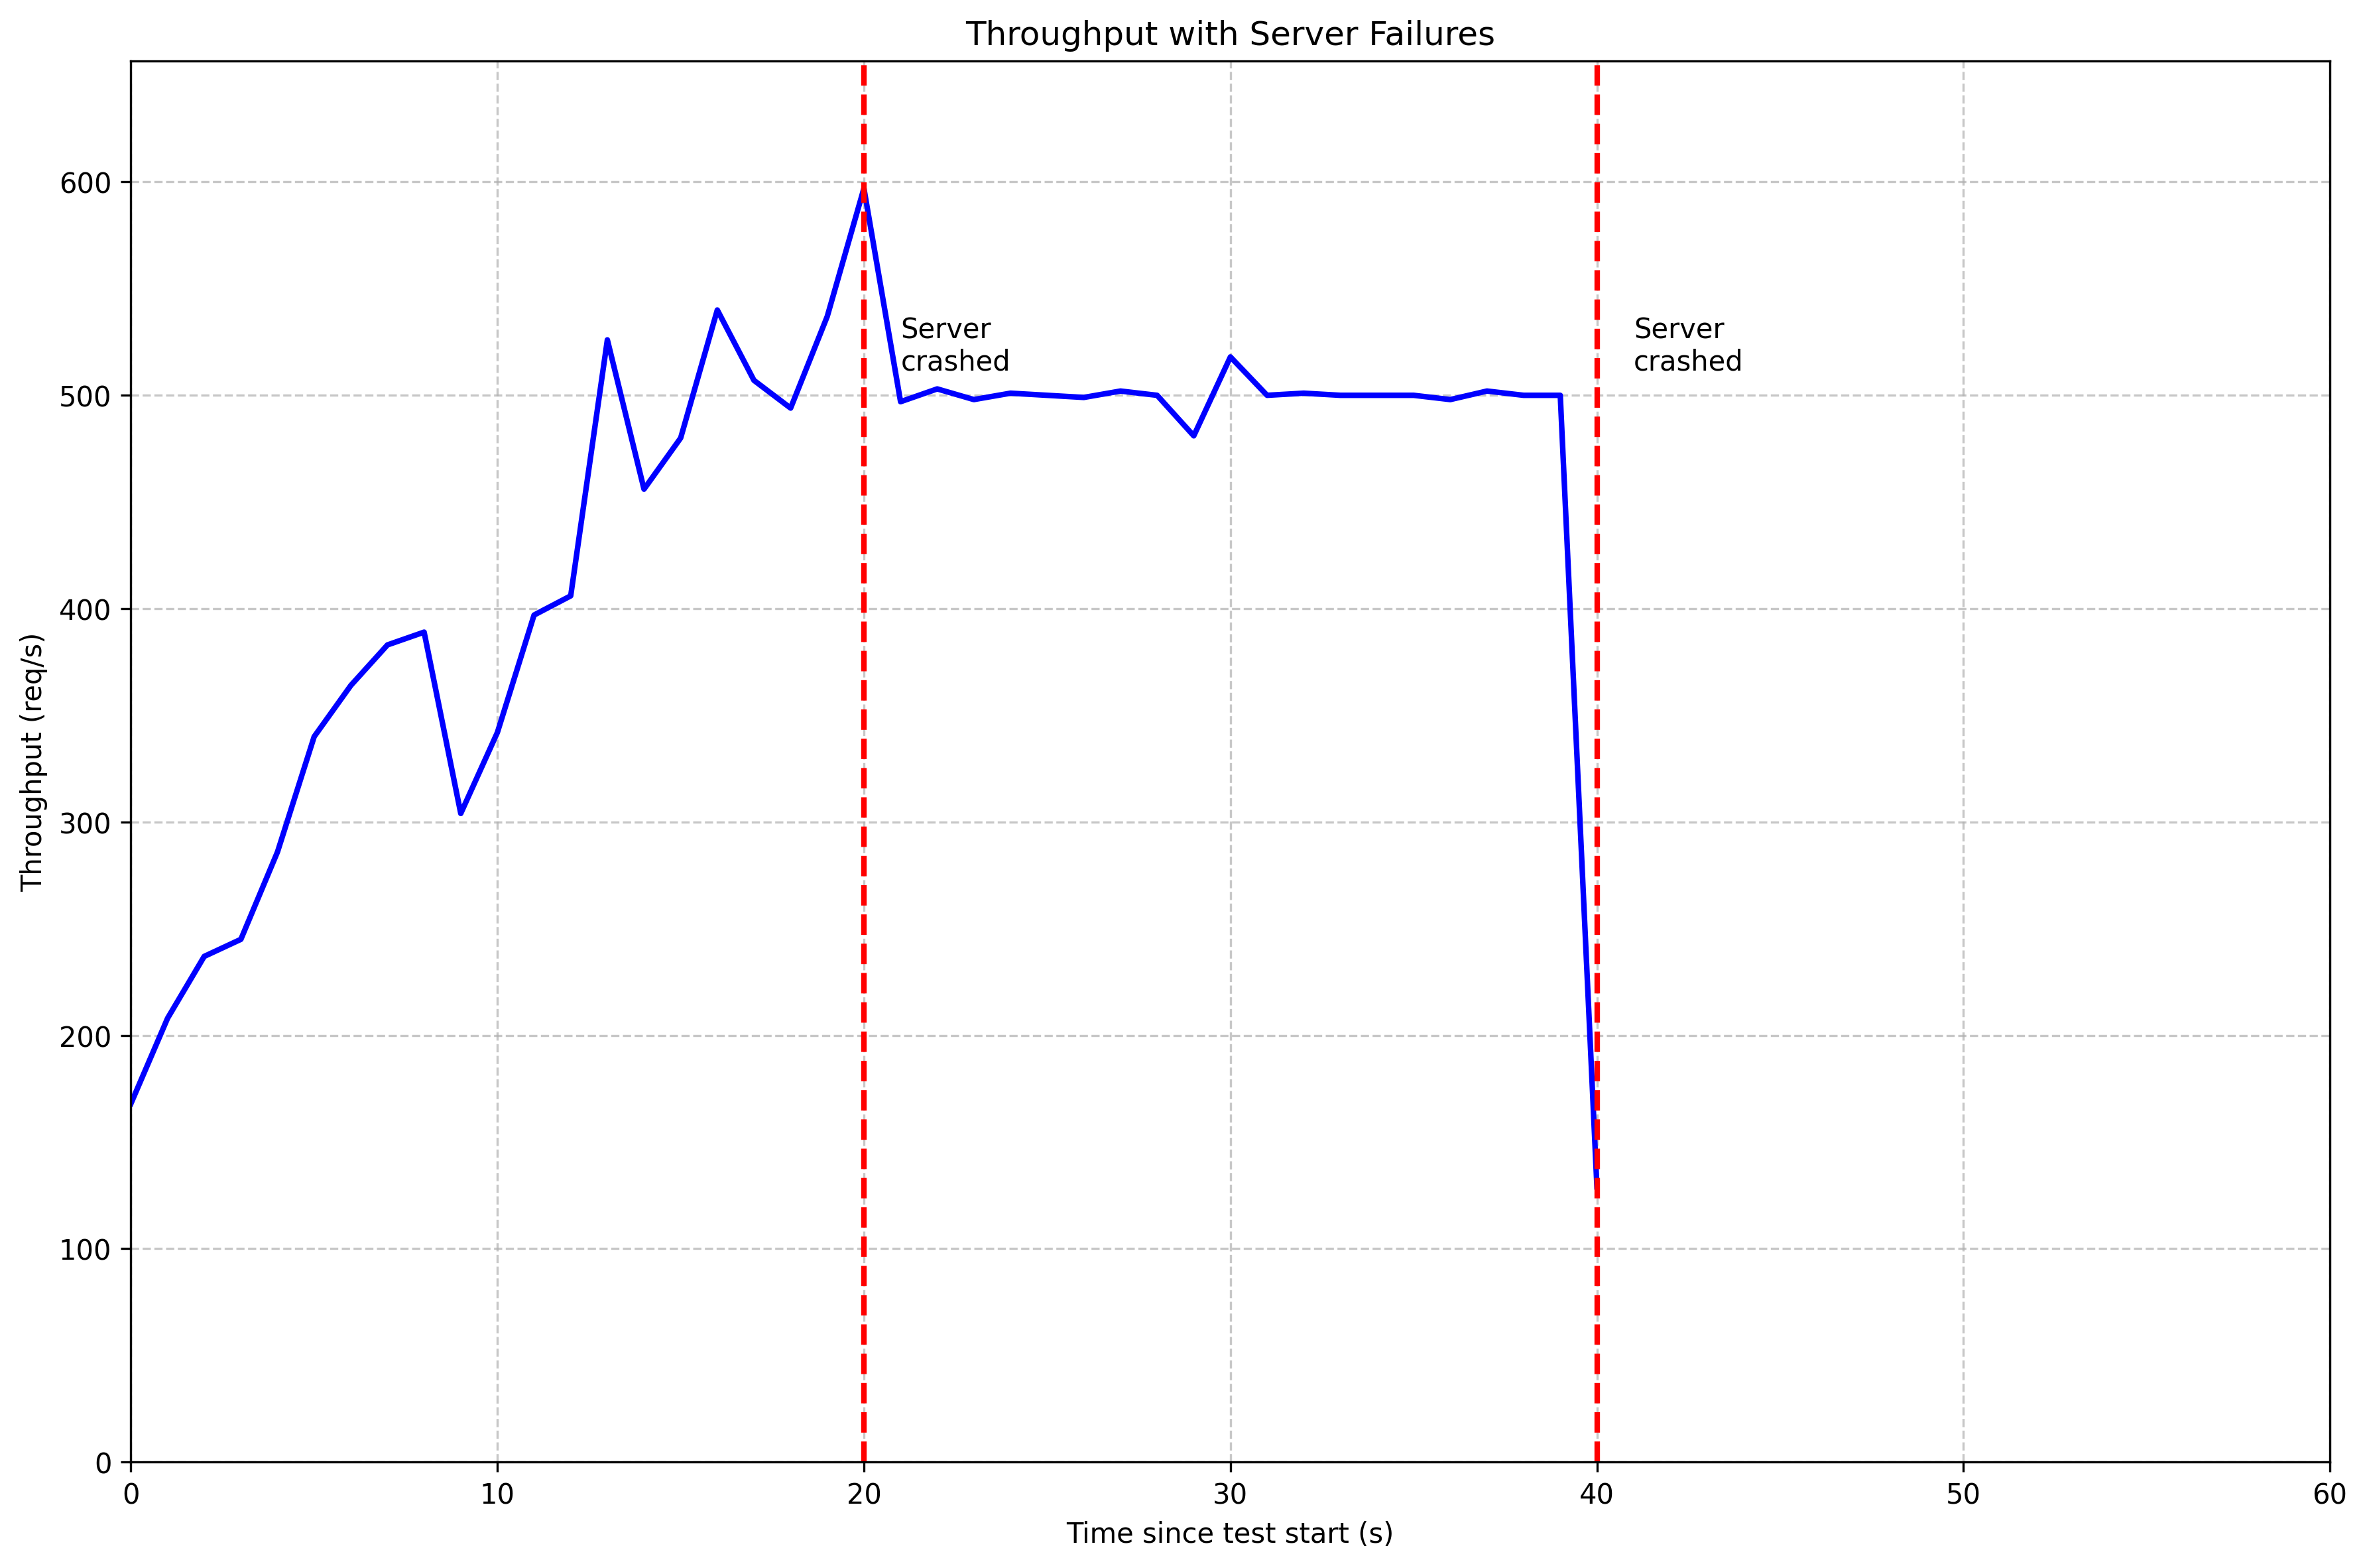 Throughput with Server Failures
Throughput (req/s)
600
500
400
300
200
100
0
Server
crashed
Server
crashed
0
10
20
30
40
50
60
Time since test start (s)